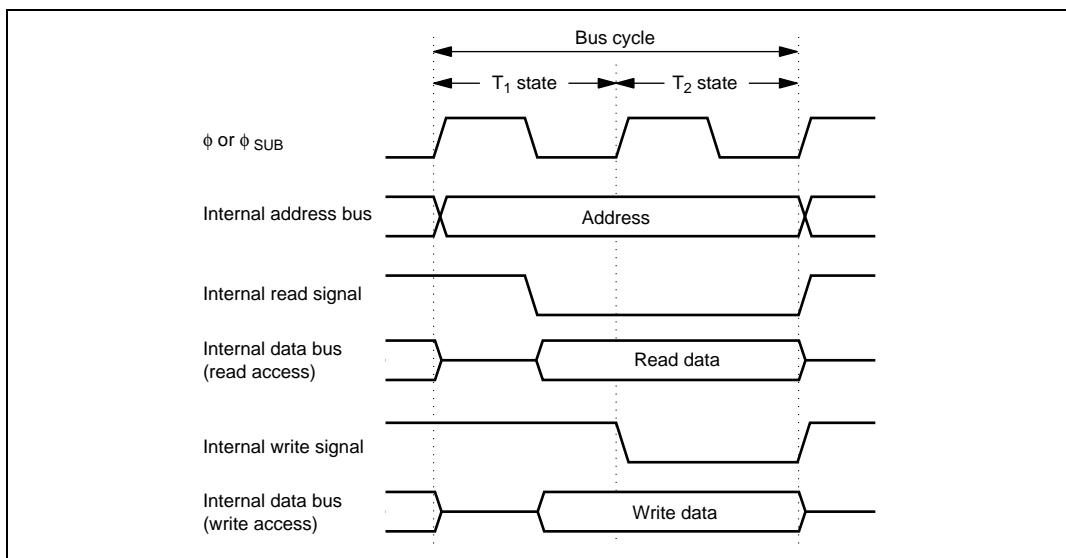 Bus cycle
T₁ state
T₂ state
ϕ or ϕ SUB
Internal address bus
Address
Internal read signal
Internal data bus
(read access)
Read data
Internal write signal
Internal data bus
(write access)
Write data